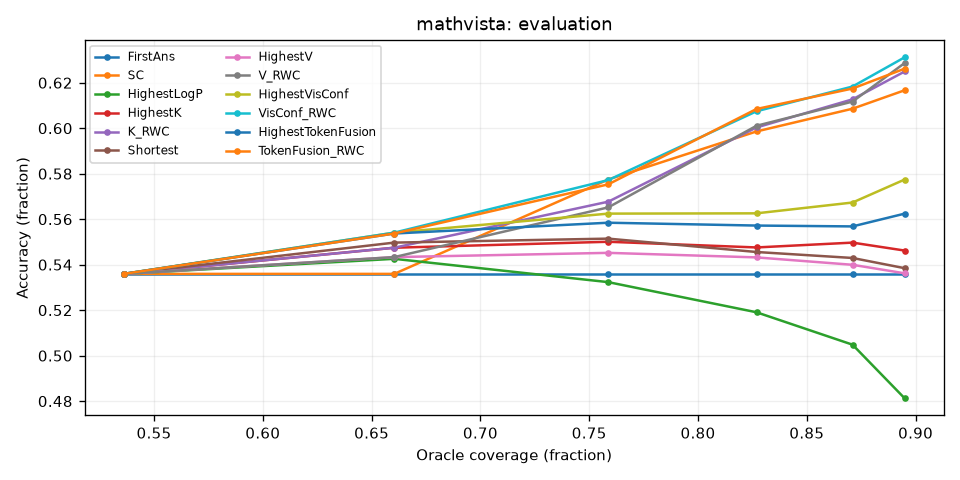 mathvista: evaluation
FirstAns
SC
HighestLogP
HighestK
K_RWC
Shortest
HighestV
V_RWC
HighestVisConf
VisConf_RWC
HighestTokenFusion
TokenFusion_RWC
Accuracy (fraction)
0.62
0.60
0.58
0.56
0.54
0.52
0.50
0.48
0.55 0.60 0.65 0.70 0.75 0.80 0.85 0.90
Oracle coverage (fraction)